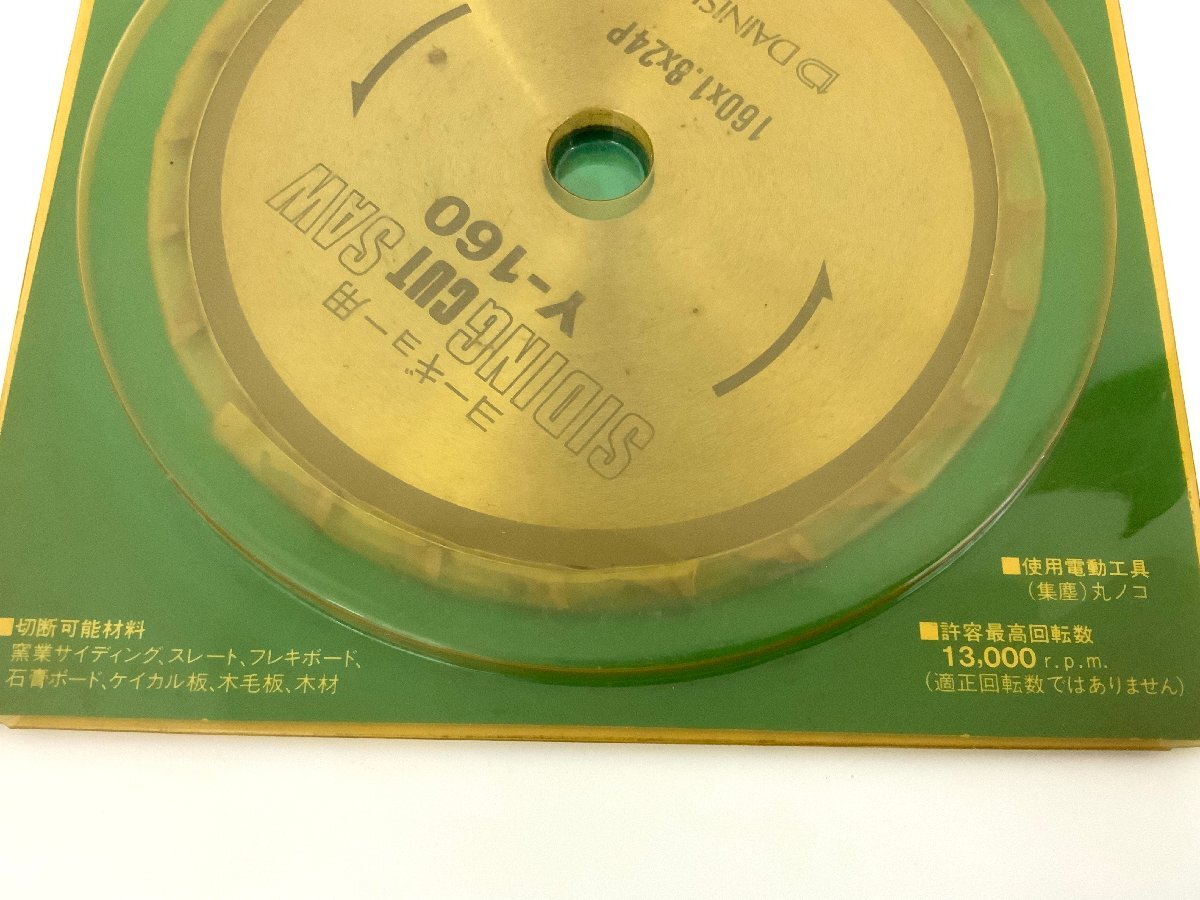 DAINIS
160x1.8x24P
ヨーギョー用
SIDING CUT SAW
Y-160
■切断可能材料
窯業サイディング、スレート、フレキボード、
石膏ボード、ケイカル板、木毛板、木材
■使用電動工具
(集塵)丸ノコ
■許容最高回転数
13,000 r.p.m.
(適正回転数ではありません)